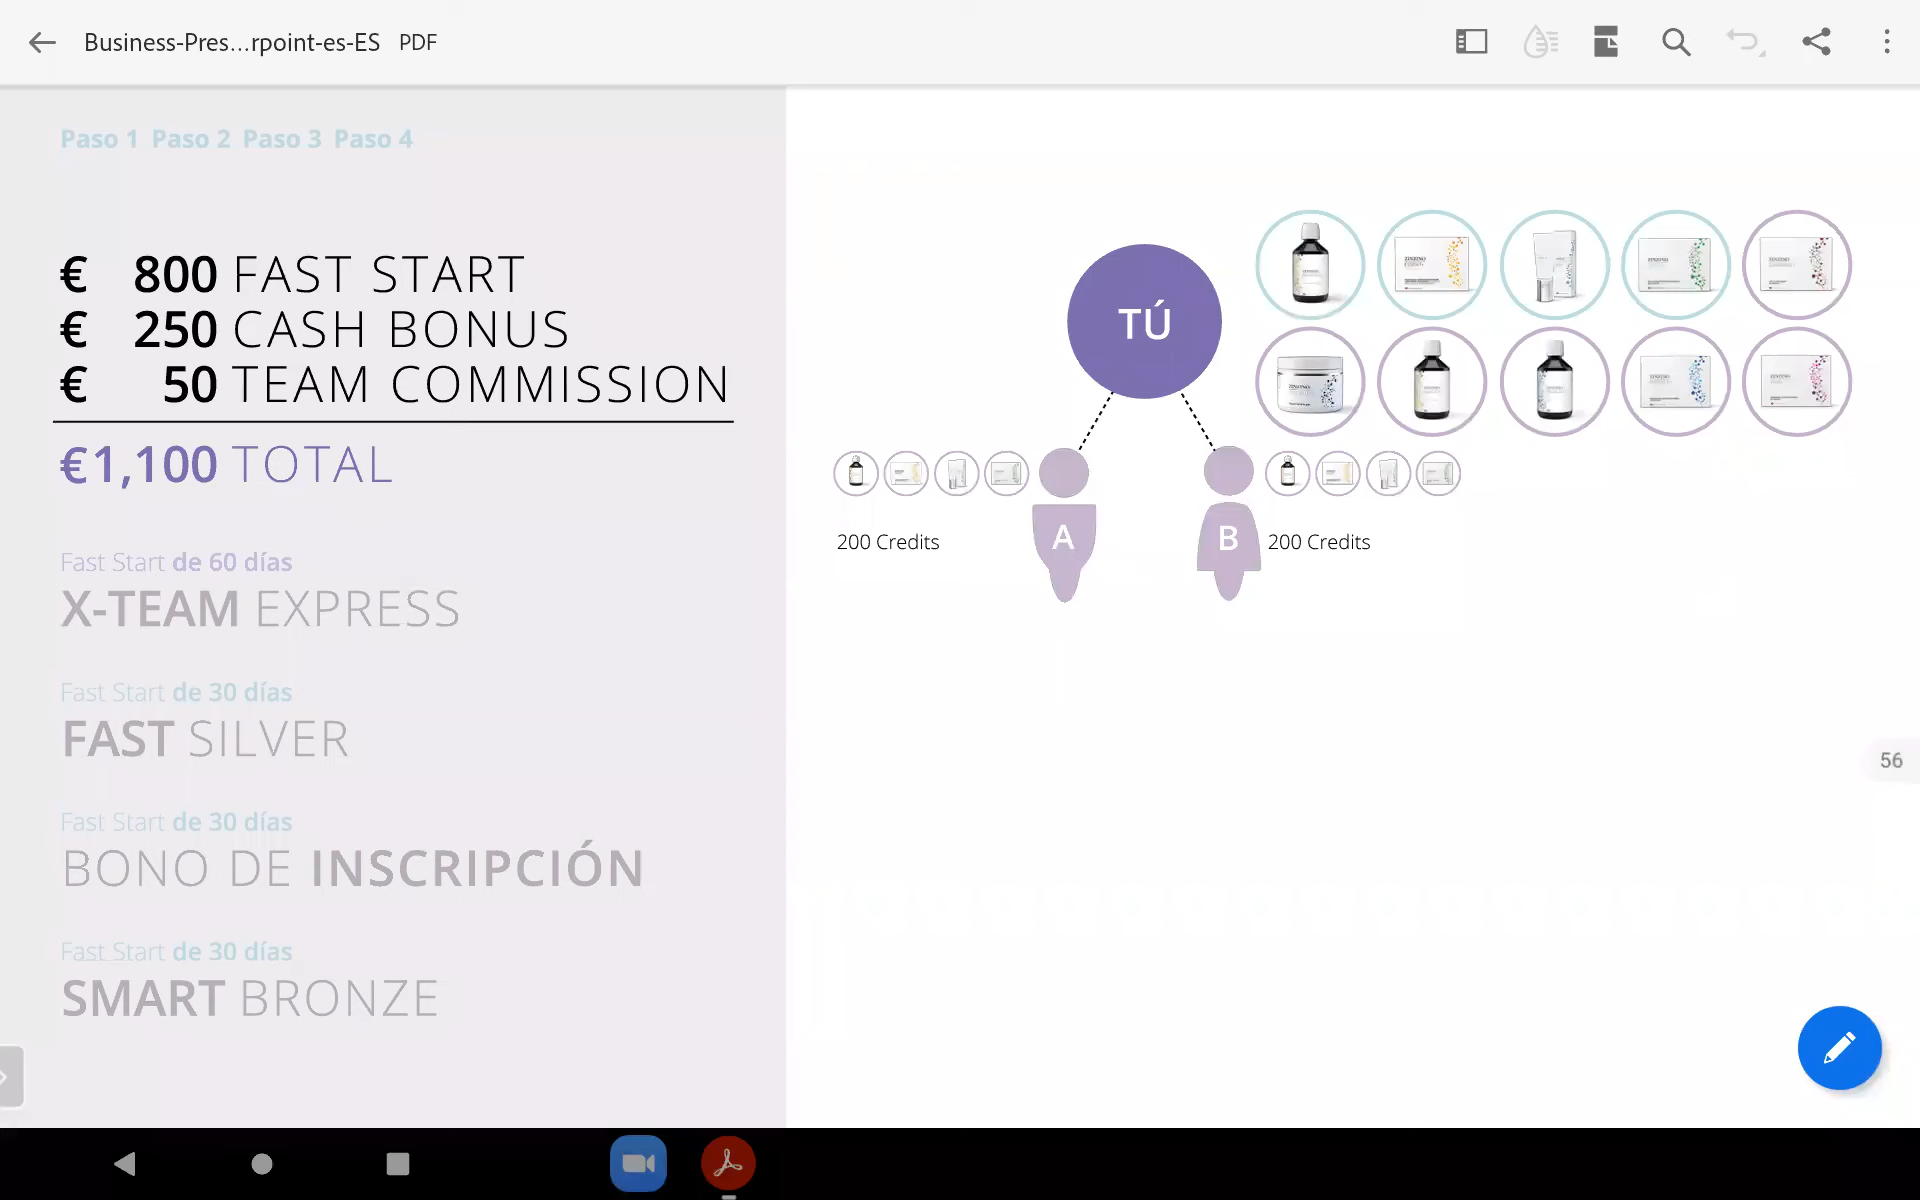 Business-Pres...rpoint-es-ES PDF
Paso 1 Paso 2 Paso 3 Paso 4
€ 800 FAST START
€ 250 CASH BONUS
€ 50 TEAM COMMISSION
€1,100 TOTAL
Fast Start de 60 días
X-TEAM EXPRESS
Fast Start de 30 días
FAST SILVER
Fast Start de 30 días
BONO DE INSCRIPCIÓN
Fast Start de 30 días
SMART BRONZE
TÚ
A
B
200 Credits
200 Credits
56